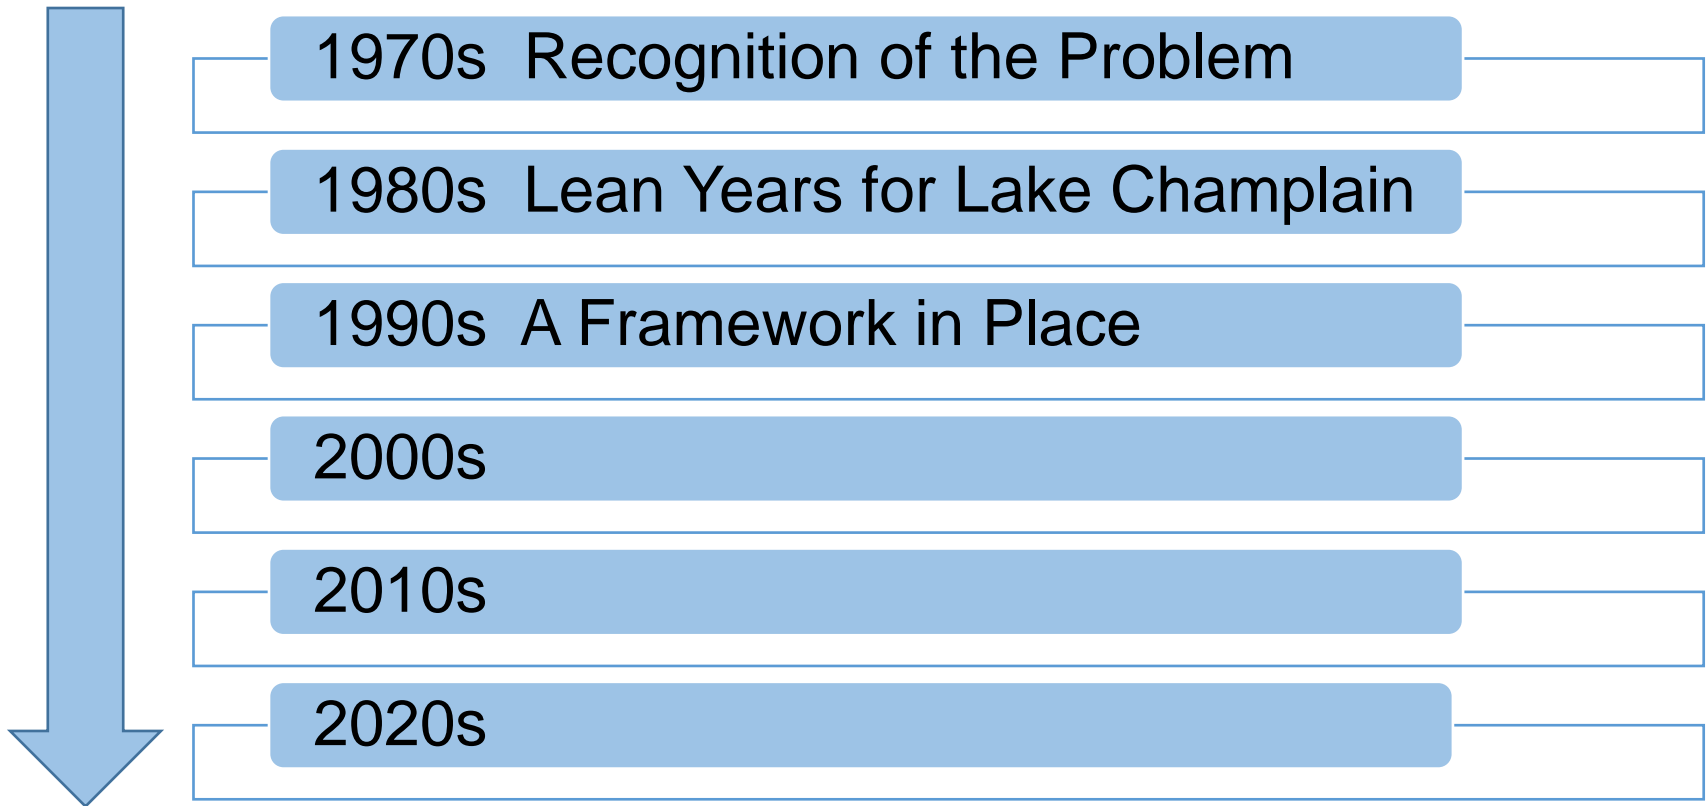 1970s Recognition of the Problem
1980s Lean Years for Lake Champlain
1990s A Framework in Place
2000s
2010s
2020s